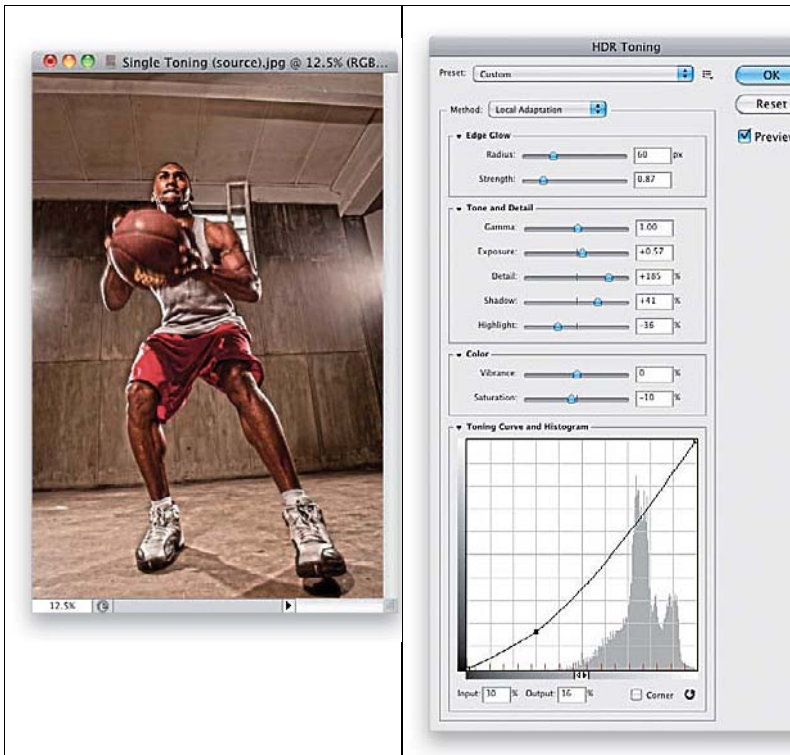 Single Toning (source).jpg @ 12.5% (RGB...
12.5%
HDR Toning
Preset: Custom
OK
Reset
Preview
Method: Local Adaptation
Edge Glow
Radius: 60 px
Strength: 0.87
Tone and Detail
Gamma: 1.00
Exposure: +0.57
Detail: +185 %
Shadow: +41 %
Highlight: -36 %
Color
Vibrance: 0 %
Saturation: -10 %
Toning Curve and Histogram
Input: 30 % Output: 16 % Corner